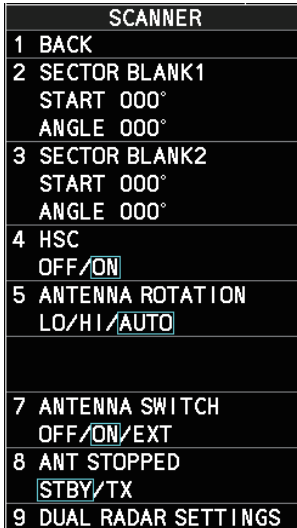 SCANNER
1 BACK
2 SECTOR BLANK1
START 000°
ANGLE 000°
3 SECTOR BLANK2
START 000°
ANGLE 000°
4 HSC
OFF/ON
5 ANTENNA ROTATION
LO/HI/AUTO
7 ANTENNA SWITCH
OFF/ON/EXT
8 ANT STOPPED
STBY/TX
9 DUAL RADAR SETTINGS